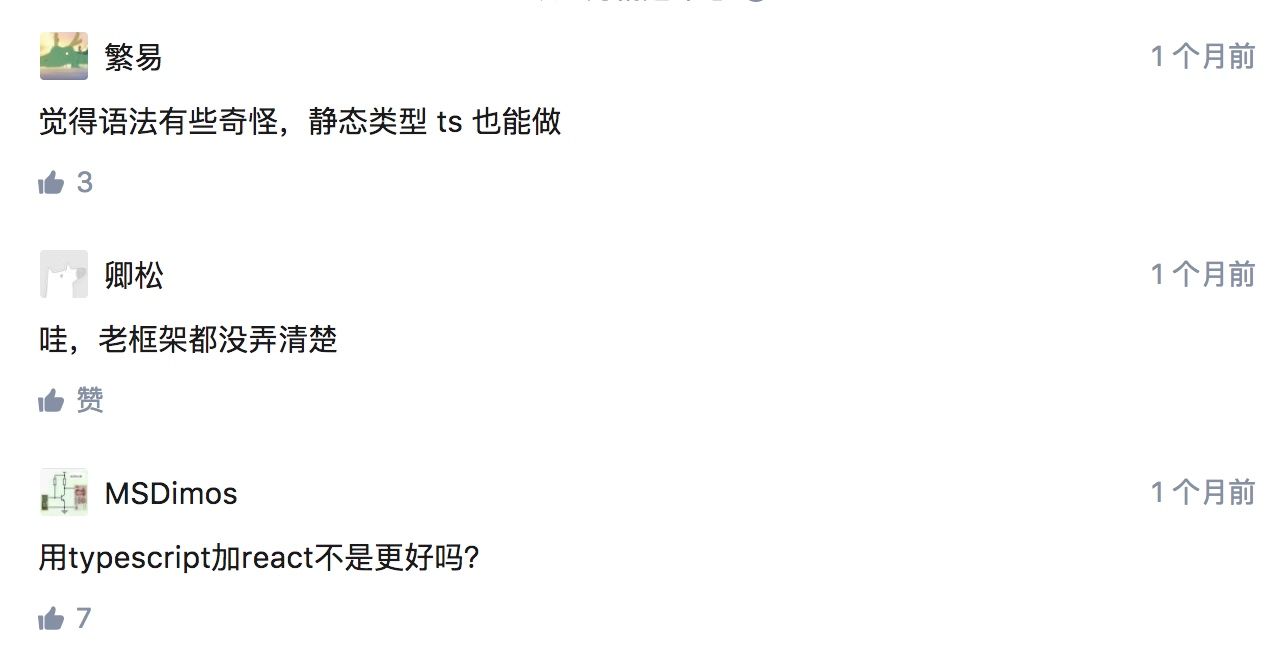 繁易
1 个月前
觉得语法有些奇怪，静态类型 ts 也能做
3
卿松
1 个月前
哇，老框架都没弄清楚
赞
MSDimos
1 个月前
用typescript加react不是更好吗?
7